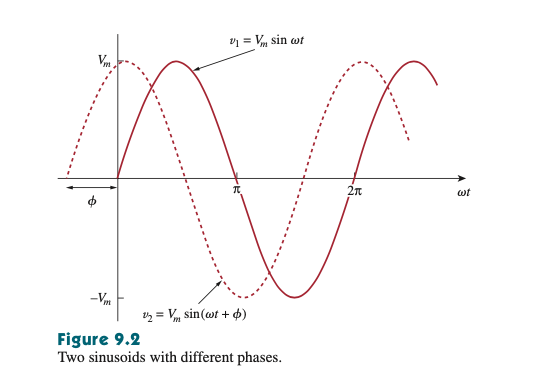 v₁ = Vₘ sin ωt
Vₘ
π
2π
ωt
ϕ
−Vₘ
v₂ = Vₘ sin(ωt + ϕ)
Figure 9.2
Two sinusoids with different phases.